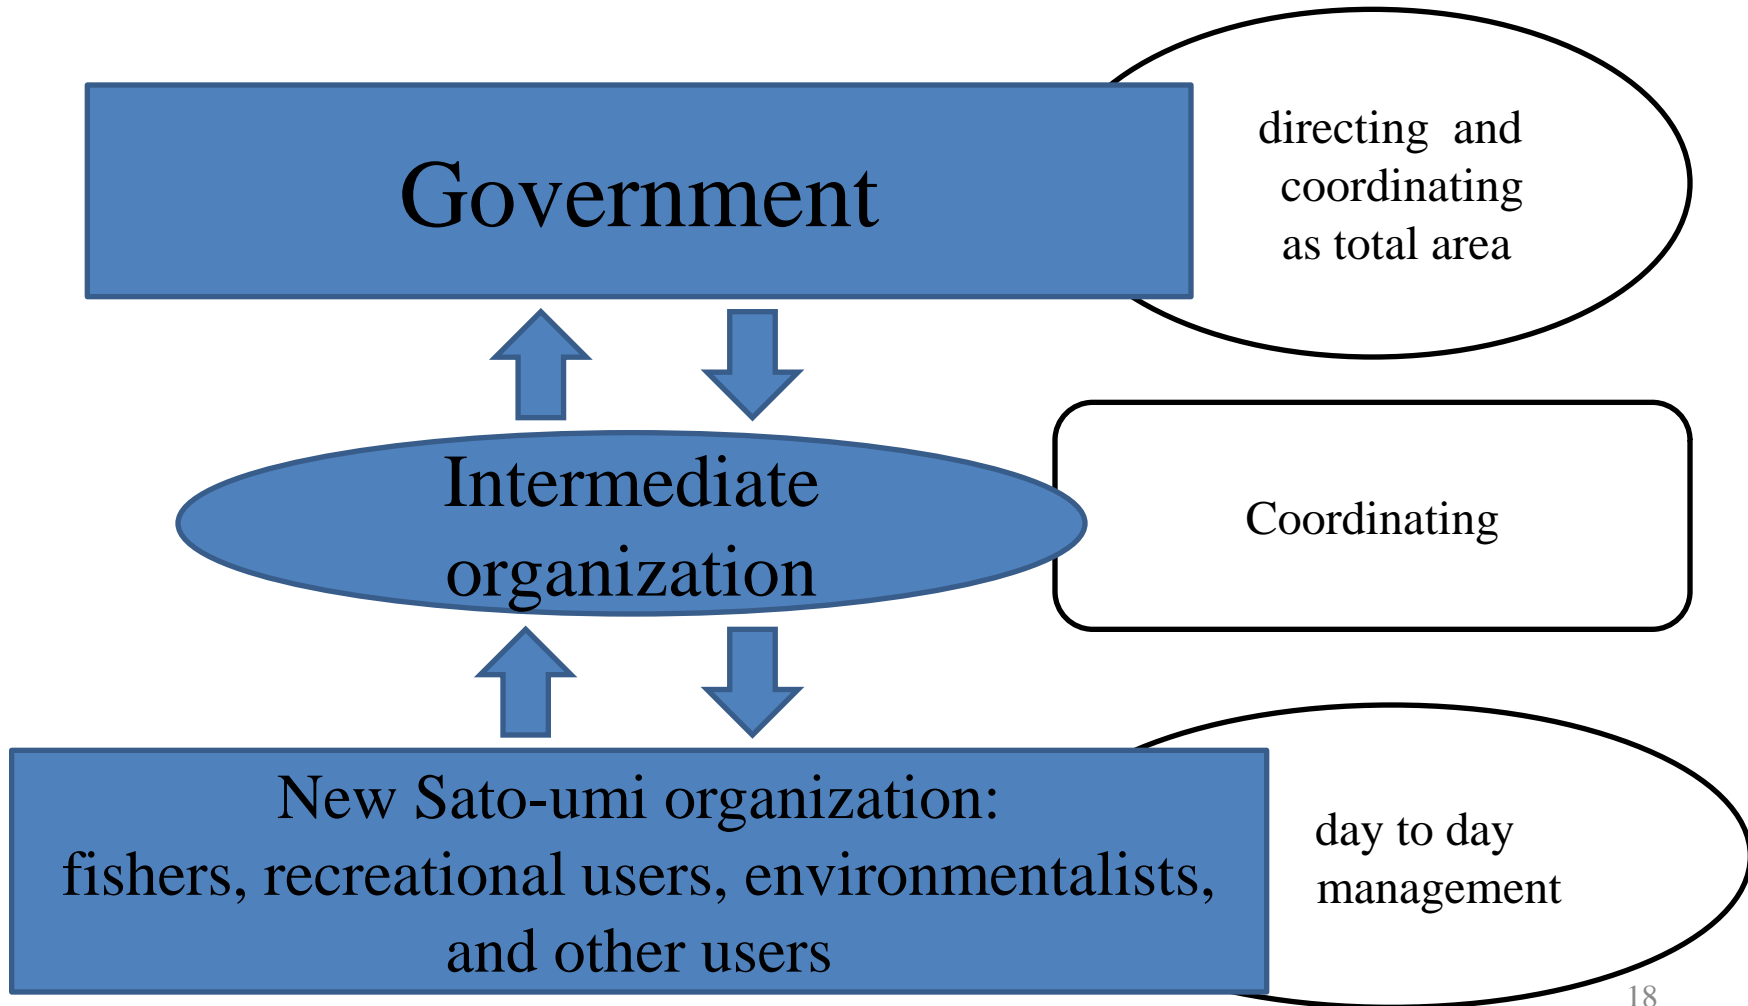 Government
directing and
coordinating
as total area
Intermediate
organization
Coordinating
New Sato-umi organization:
fishers, recreational users, environmentalists,
and other users
day to day
management
18